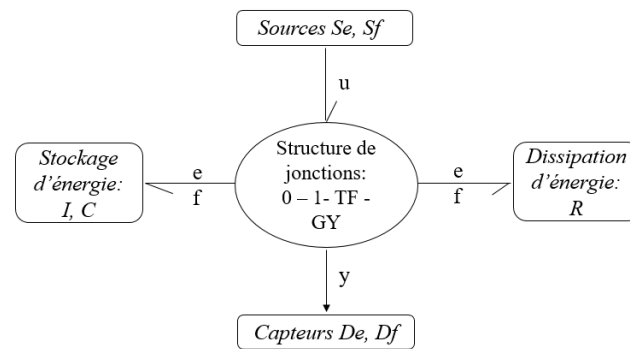 Sources Se, Sf
u
Structure de
jonctions:
0 – 1- TF -
GY
Stockage
d'énergie:
I, C
e
f
e
f
Dissipation
d'énergie:
R
y
Capteurs De, Df